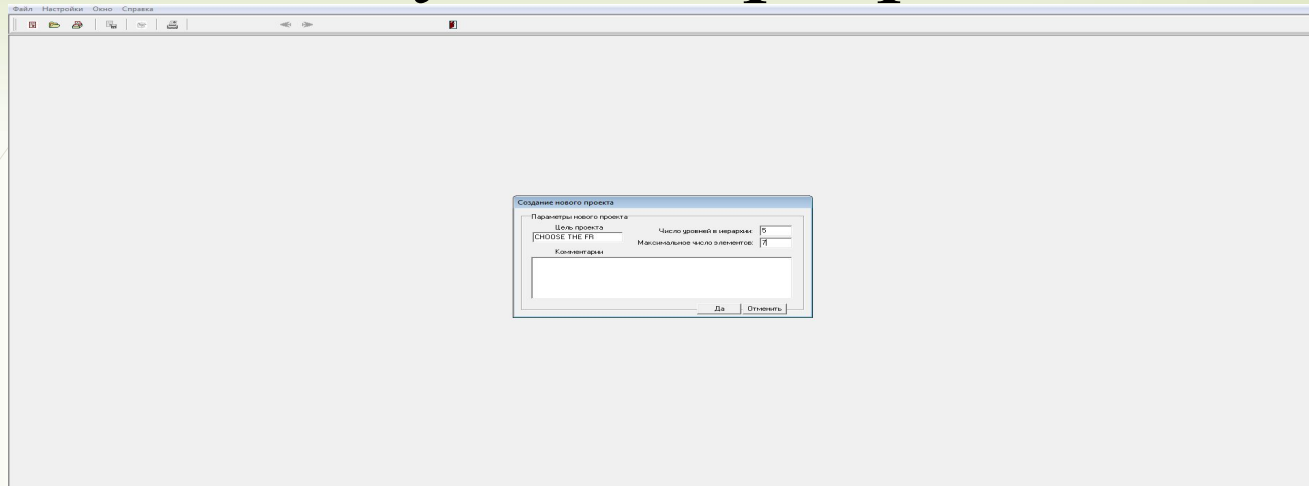 Файл Настройки Окно Справка
Создание нового проекта
Параметры нового проекта
Цель проекта
CHOOSE THE FR
Число уровней в иерархии: 5
Максимальное число элементов: 7
Комментарии
Да Отменить